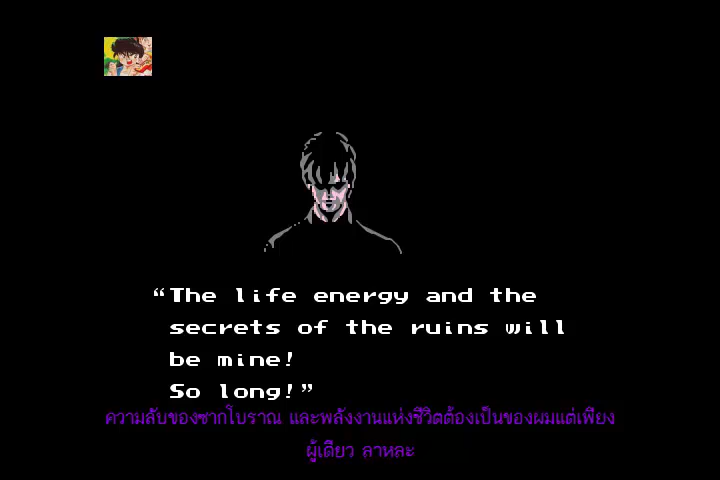 “The life energy and the
secrets of the ruins will
be mine!
So long!”
ความลับของซากโบราณ และพลังงานแห่งชีวิตต้องเป็นของผมแต่เพียง
ผู้เดียว ลาหละ